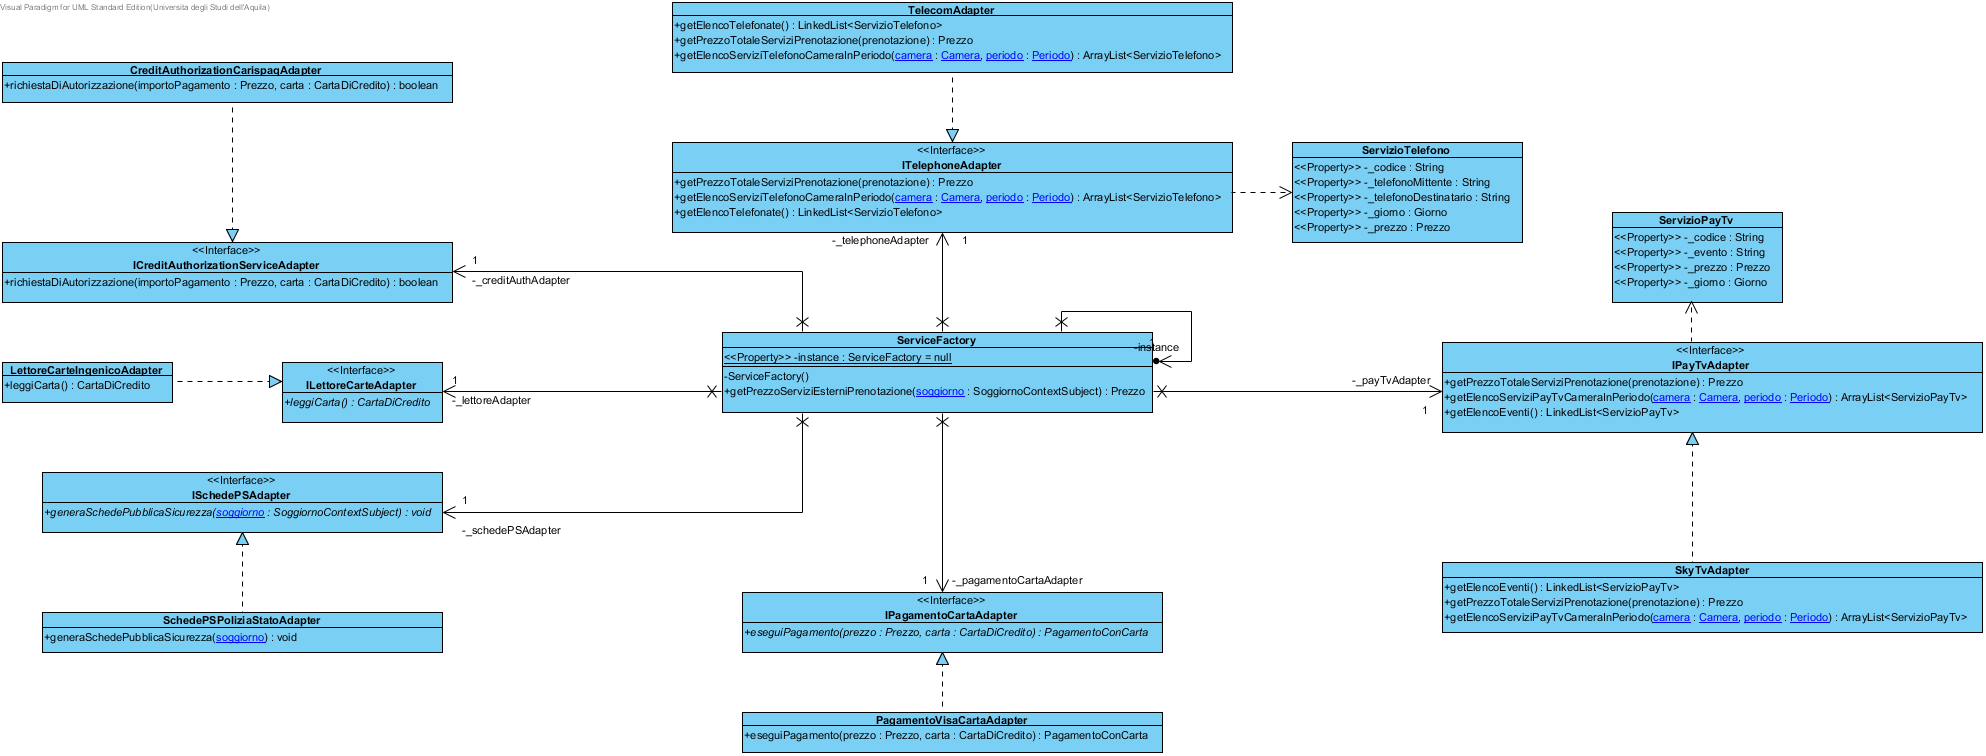 Visual Paradigm for UML Standard Edition(Universita degli Studi dell'Aquila)
TelecomAdapter
+getElencoTelefonate() : LinkedList<ServizioTelefono>
+getPrezzoTotaleServiziPrenotazione(prenotazione) : Prezzo
+getElencoServiziTelefonoCameraInPeriodo(camera : Camera, periodo : Periodo) : ArrayList<ServizioTelefono>
CreditAuthorizationCarispaqAdapter
+richiestaDiAutorizzazione(importoPagamento : Prezzo, carta : CartaDiCredito) : boolean
<<Interface>>
ITelephoneAdapter
+getPrezzoTotaleServiziPrenotazione(prenotazione) : Prezzo
+getElencoServiziTelefonoCameraInPeriodo(camera : Camera, periodo : Periodo) : ArrayList<ServizioTelefono>
+getElencoTelefonate() : LinkedList<ServizioTelefono>
ServizioTelefono
<<Property>> -_codice : String
<<Property>> -_telefonoMittente : String
<<Property>> -_telefonoDestinatario : String
<<Property>> -_giorno : Giorno
<<Property>> -_prezzo : Prezzo
ServizioPayTv
<<Property>> -_codice : String
<<Property>> -_evento : String
<<Property>> -_prezzo : Prezzo
<<Property>> -_giorno : Giorno
<<Interface>>
ICreditAuthorizationServiceAdapter
+richiestaDiAutorizzazione(importoPagamento : Prezzo, carta : CartaDiCredito) : boolean
-_telephoneAdapter
1
1
-_creditAuthAdapter
ServiceFactory
<<Property>> -instance : ServiceFactory = null
-ServiceFactory()
+getPrezzoServiziEsterniPrenotazione(soggiorno : SoggiornoContextSubject) : Prezzo
-instance
<<Interface>>
IPayTvAdapter
+getPrezzoTotaleServiziPrenotazione(prenotazione) : Prezzo
+getElencoServiziPayTvCameraInPeriodo(camera : Camera, periodo : Periodo) : ArrayList<ServizioPayTv>
+getElencoEventi() : LinkedList<ServizioPayTv>
-_payTvAdapter
1
LettoreCarteIngenicoAdapter
+leggiCarta() : CartaDiCredito
<<Interface>>
ILettoreCarteAdapter
+leggiCarta() : CartaDiCredito
1
-_lettoreAdapter
<<Interface>>
ISchedePSAdapter
+generaSchedePubblicaSicurezza(soggiorno : SoggiornoContextSubject) : void
1
-_schedePSAdapter
SchedePSPoliziaStatoAdapter
+generaSchedePubblicaSicurezza(soggiorno) : void
1
-_pagamentoCartaAdapter
<<Interface>>
IPagamentoCartaAdapter
+eseguiPagamento(prezzo : Prezzo, carta : CartaDiCredito) : PagamentoConCarta
SkyTvAdapter
+getElencoEventi() : LinkedList<ServizioPayTv>
+getPrezzoTotaleServiziPrenotazione(prenotazione) : Prezzo
+getElencoServiziPayTvCameraInPeriodo(camera : Camera, periodo : Periodo) : ArrayList<ServizioPayTv>
PagamentoVisaCartaAdapter
+eseguiPagamento(prezzo : Prezzo, carta : CartaDiCredito) : PagamentoConCarta